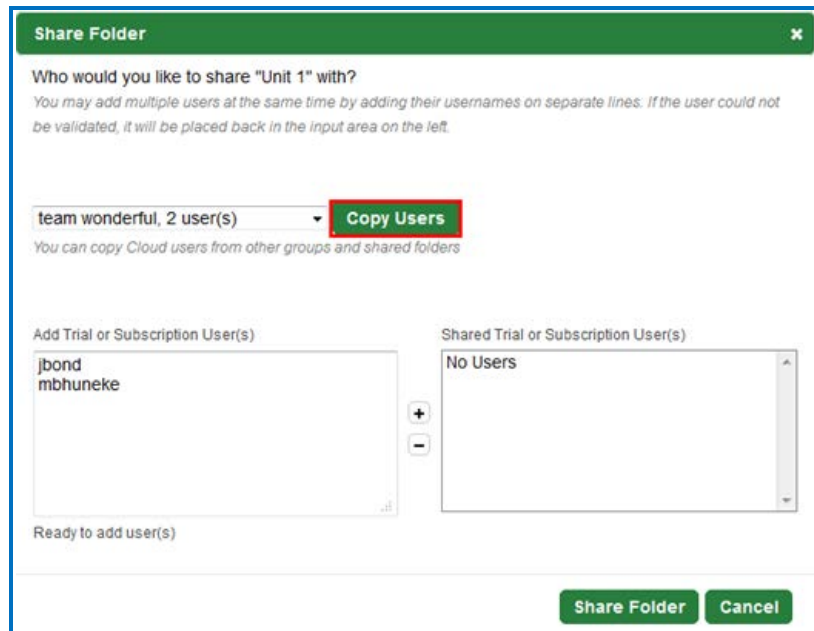 Share Folder
Who would you like to share "Unit 1" with?
You may add multiple users at the same time by adding their usernames on separate lines. If the user could not
be validated, it will be placed back in the input area on the left.
team wonderful, 2 user(s)
Copy Users
You can copy Cloud users from other groups and shared folders
Add Trial or Subscription User(s)
jbond
mbhuneke
Ready to add user(s)
Shared Trial or Subscription User(s)
No Users
Share Folder
Cancel